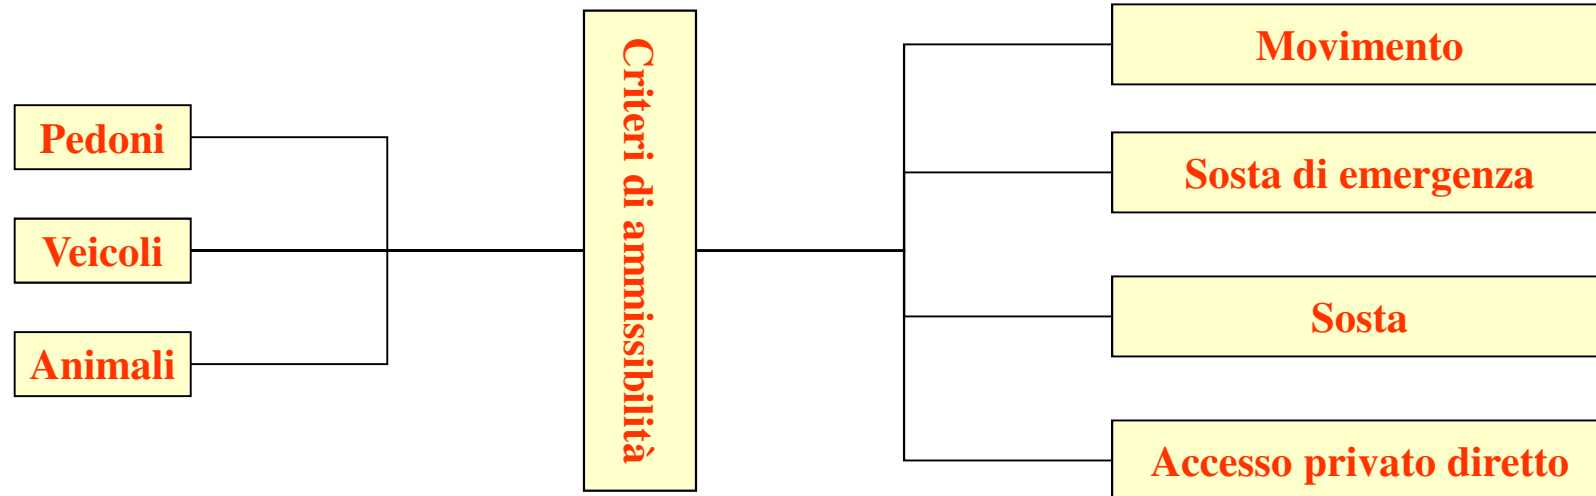 Pedoni
Veicoli
Animali
Criteri di ammissibilità
Movimento
Sosta di emergenza
Sosta
Accesso privato diretto